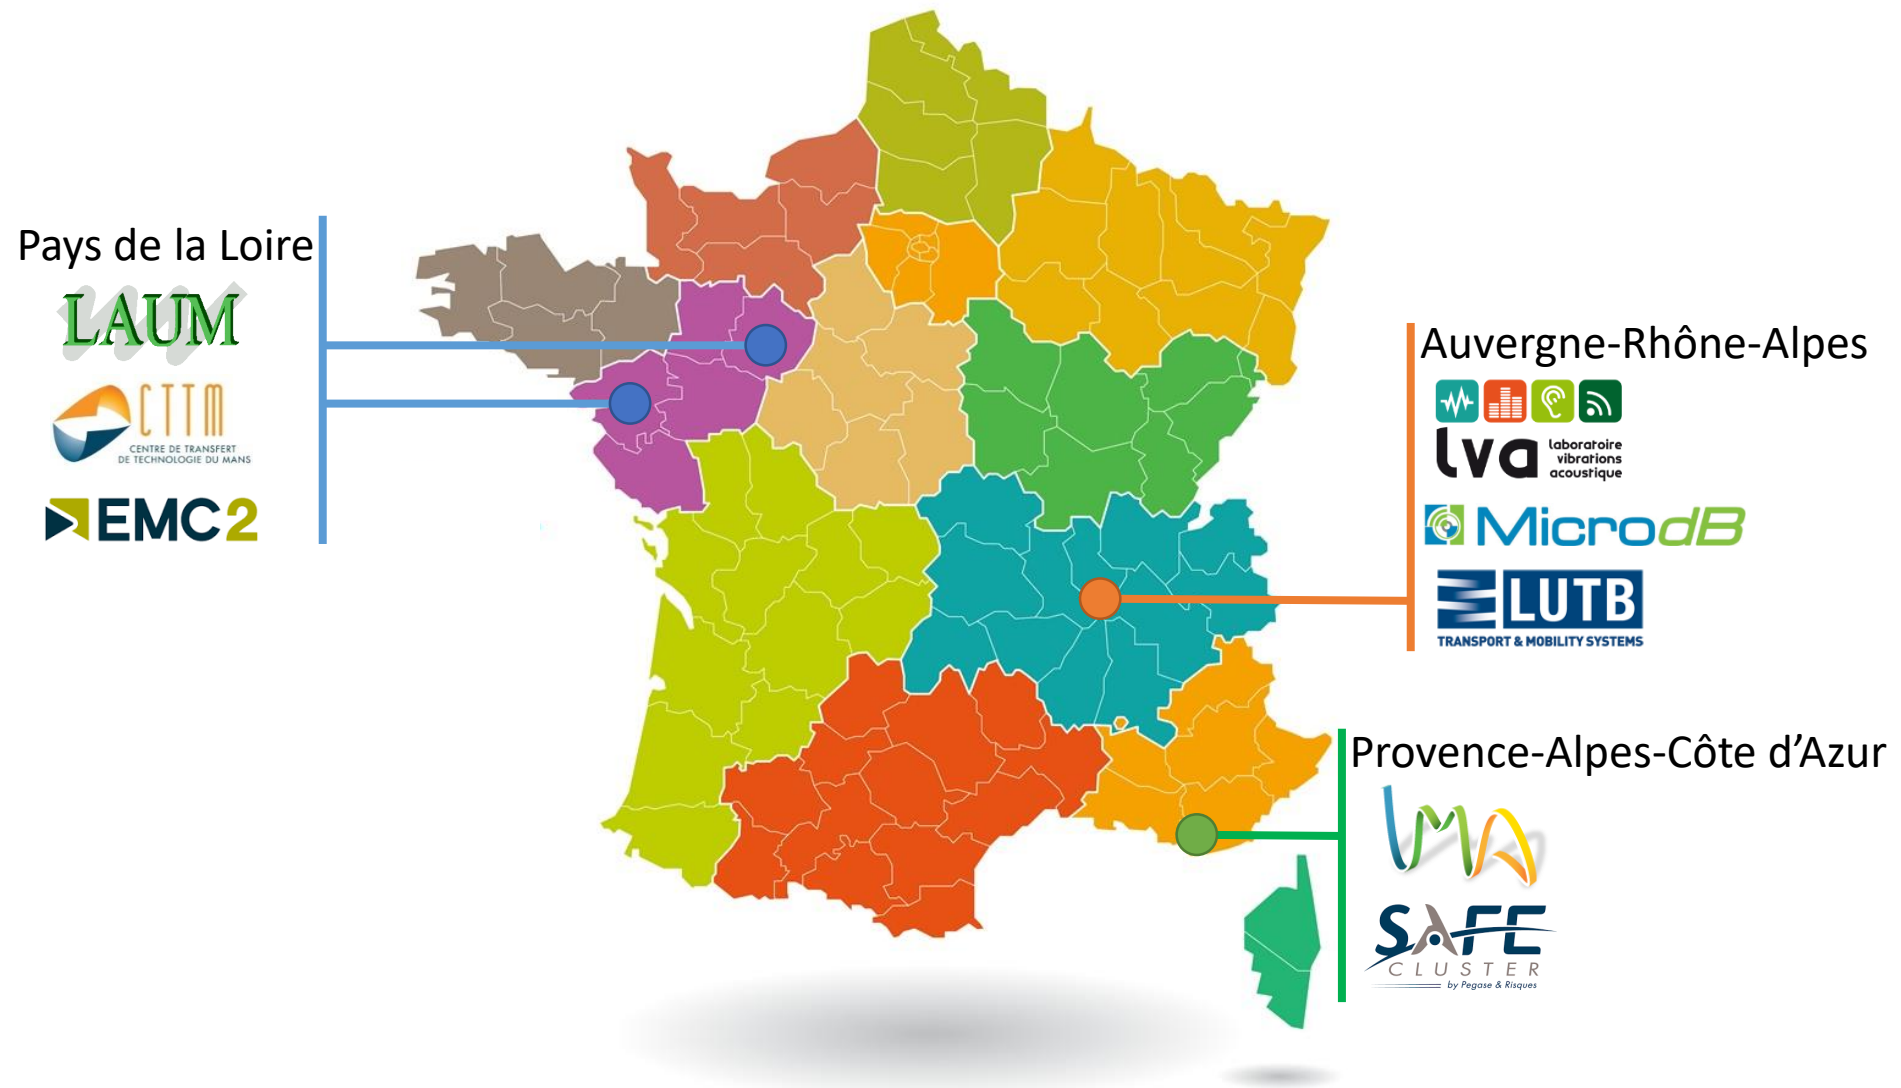 Pays de la Loire
LAUM
CTTM
CENTRE DE TRANSFERT
DE TECHNOLOGIE DU MANS
EMC2
Auvergne-Rhône-Alpes
lva laboratoire
vibrations
acoustique
MicrodB
LUTB
TRANSPORT & MOBILITY SYSTEMS
Provence-Alpes-Côte d’Azur
LMA
SAFE
CLUSTER
by Pegase & Risques